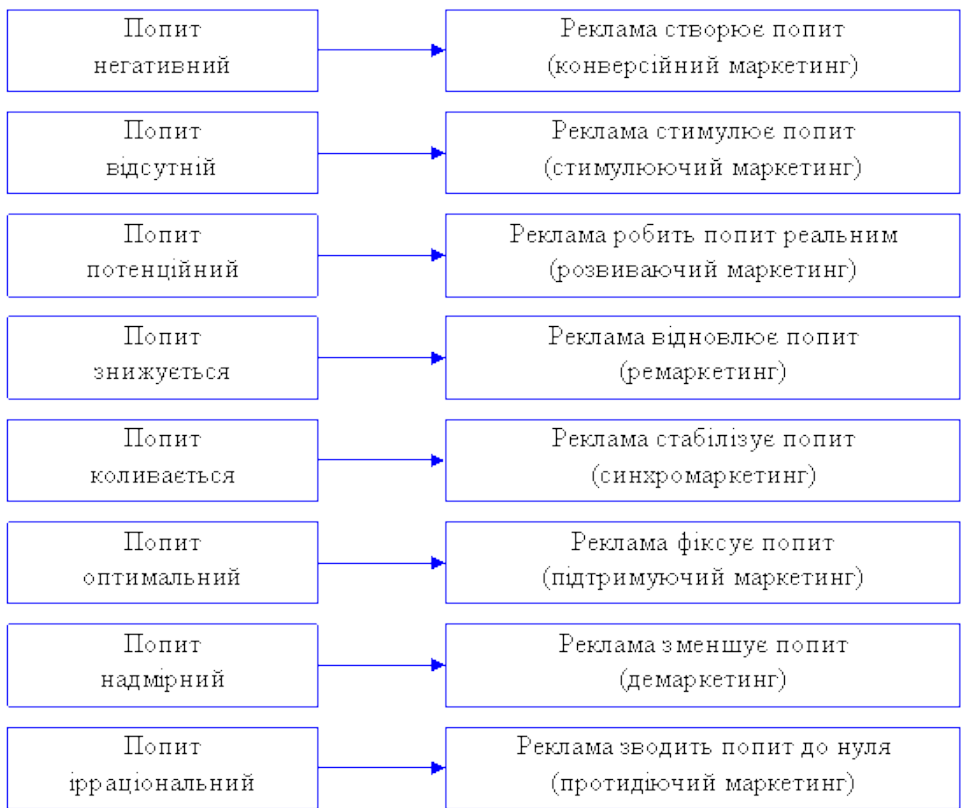 Попит
негативний
Реклама створює попит
(конверсійний маркетинг)
Попит
відсутній
Реклама стимулює попит
(стимулюючий маркетинг)
Попит
потенційний
Реклама робить попит реальним
(розвиваючий маркетинг)
Попит
знижується
Реклама відновлює попит
(ремаркетинг)
Попит
коливається
Реклама стабілізує попит
(синхромаркетинг)
Попит
оптимальний
Реклама фіксує попит
(підтримуючий маркетинг)
Попит
надмірний
Реклама зменшує попит
(демаркетинг)
Попит
ірраціональний
Реклама зводить попит до нуля
(протидіючий маркетинг)